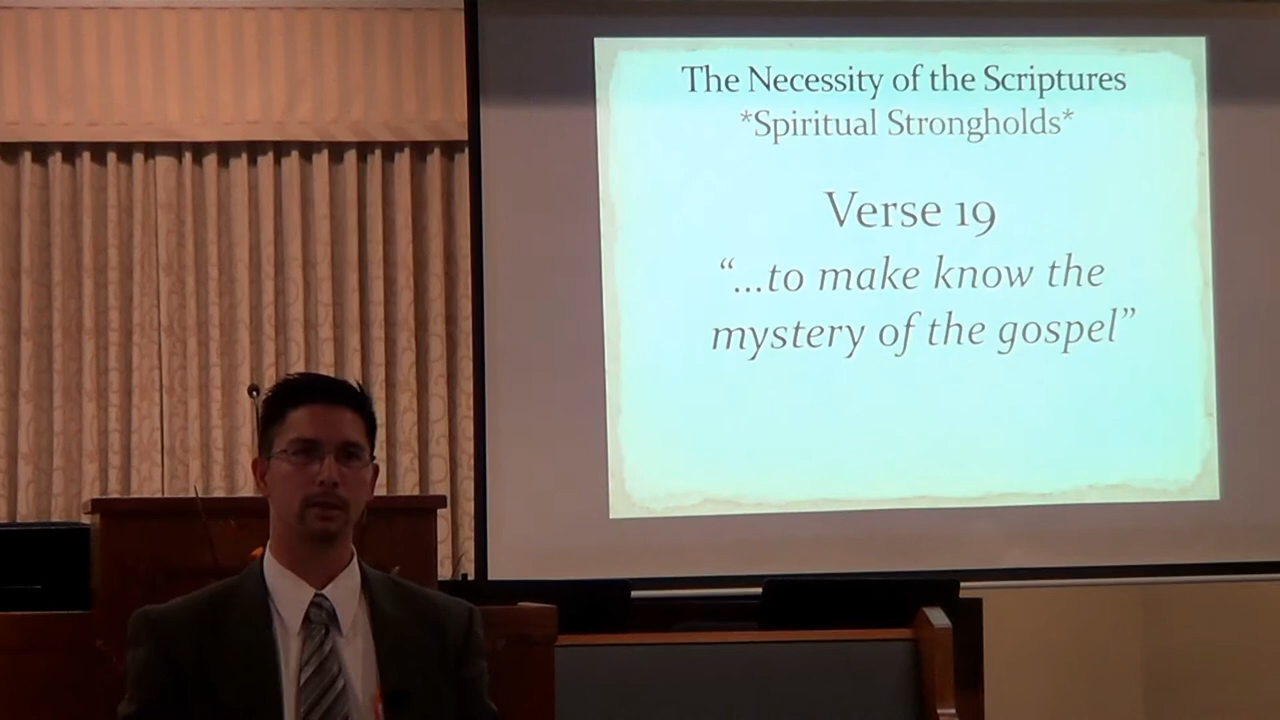 The Necessity of the Scriptures
*Spiritual Strongholds*
Verse 19
“...to make know the
mystery of the gospel”